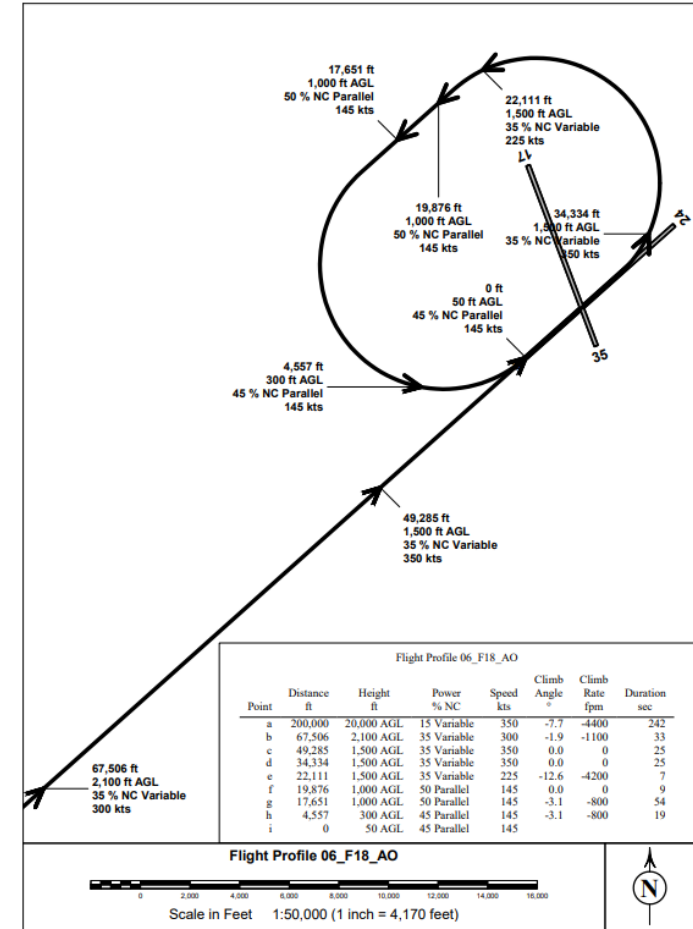 17,651 ft
1,000 ft AGL
50 % NC Parallel
145 kts
22,111 ft
1,500 ft AGL
35 % NC Variable
225 kts
17
19,876 ft
1,000 ft AGL
50 % NC Parallel
145 kts
34,334 ft
1,500 ft AGL
35 % NC Variable
350 kts
24
0 ft
50 ft AGL
45 % NC Parallel
145 kts
35
4,557 ft
300 ft AGL
45 % NC Parallel
145 kts
49,285 ft
1,500 ft AGL
35 % NC Variable
350 kts
67,506 ft
2,100 ft AGL
35 % NC Variable
300 kts
Flight Profile 06_F18_AO
Climb Climb
Distance Height Power Speed Angle Rate Duration
Point ft ft % NC kts ° fpm sec
a 200,000 20,000 AGL 15 Variable 350 -7.7 -4400 242
b 67,506 2,100 AGL 35 Variable 300 -1.9 -1100 33
c 49,285 1,500 AGL 35 Variable 350 0.0 0 25
d 34,334 1,500 AGL 35 Variable 350 0.0 0 25
e 22,111 1,500 AGL 35 Variable 225 -12.6 -4200 7
f 19,876 1,000 AGL 50 Parallel 145 0.0 0 9
g 17,651 1,000 AGL 50 Parallel 145 -3.1 -800 54
h 4,557 300 AGL 45 Parallel 145 -3.1 -800 19
i 0 50 AGL 45 Parallel 145
Flight Profile 06_F18_AO
0 2,000 4,000 6,000 8,000 10,000 12,000 14,000 16,000
Scale in Feet 1:50,000 (1 inch = 4,170 feet)
N